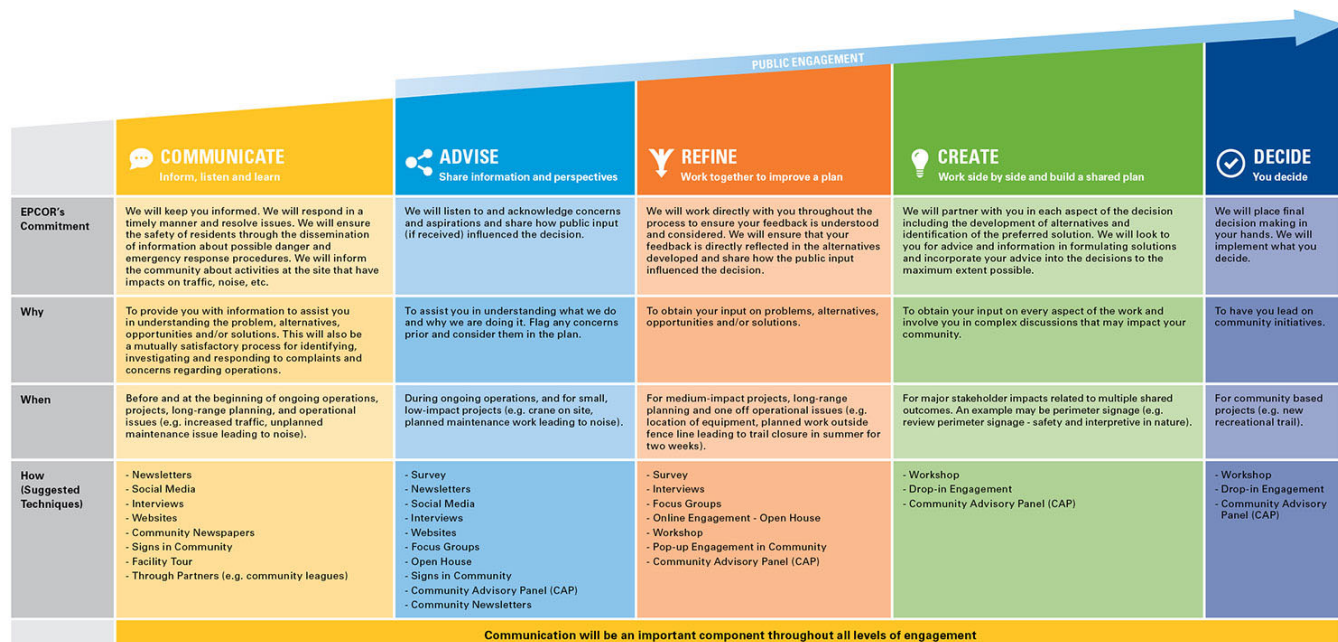 PUBLIC ENGAGEMENT
COMMUNICATE
Inform, listen and learn
ADVISE
Share information and perspectives
REFINE
Work together to improve a plan
CREATE
Work side by side and build a shared plan
DECIDE
You decide
EPCOR's
Commitment
We will keep you informed. We will respond in a
timely manner and resolve issues. We will ensure
the safety of residents through the dissemination
of information about possible danger and
emergency response procedures. We will inform
the community about activities at the site that have
impacts on traffic, noise, etc.
We will listen to and acknowledge concerns
and aspirations and share how public input
(if received) influenced the decision.
We will work directly with you throughout the
process to ensure your feedback is understood
and considered. We will ensure that your
feedback is directly reflected in the alternatives
developed and share how the public input
influenced the decision.
We will partner with you in each aspect of the decision
including the development of alternatives and
identification of the preferred solution. We will look to
you for advice and information in formulating solutions
and incorporate your advice into the decisions to the
maximum extent possible.
We will place final
decision making in
your hands. We will
implement what you
decide.
Why
To provide you with information to assist you
in understanding the problem, alternatives,
opportunities and/or solutions. This will also be
a mutually satisfactory process for identifying,
investigating and responding to complaints and
concerns regarding operations.
To assist you in understanding what we do
and why we are doing it. Flag any concerns
prior and consider them in the plan.
To obtain your input on problems, alternatives,
opportunities and/or solutions.
To obtain your input on every aspect of the work and
involve you in complex discussions that may impact your
community.
To have you lead on
community initiatives.
When
Before and at the beginning of ongoing operations,
projects, long-range planning, and operational
issues (e.g. increased traffic, unplanned
maintenance issue leading to noise).
During ongoing operations, and for small,
low-impact projects (e.g. crane on site,
planned maintenance work leading to noise).
For medium-impact projects, long-range
planning and one off operational issues (e.g.
location of equipment, planned work outside
fence line leading to trail closure in summer for
two weeks).
For major stakeholder impacts related to multiple shared
outcomes. An example may be perimeter signage (e.g.
review perimeter signage - safety and interpretive in nature).
For community based
projects (e.g. new
recreational trail).
How
(Suggested
Techniques)
- Newsletters
- Social Media
- Interviews
- Websites
- Community Newspapers
- Signs in Community
- Facility Tour
- Through Partners (e.g. community leagues)
- Survey
- Newsletters
- Social Media
- Interviews
- Websites
- Focus Groups
- Open House
- Signs in Community
- Community Advisory Panel (CAP)
- Community Newsletters
- Survey
- Interviews
- Focus Groups
- Online Engagement - Open House
- Workshop
- Pop-up Engagement in Community
- Community Advisory Panel (CAP)
- Workshop
- Drop-in Engagement
- Community Advisory Panel (CAP)
- Workshop
- Drop-in Engagement
- Community Advisory
Panel (CAP)
Communication will be an important component throughout all levels of engagement